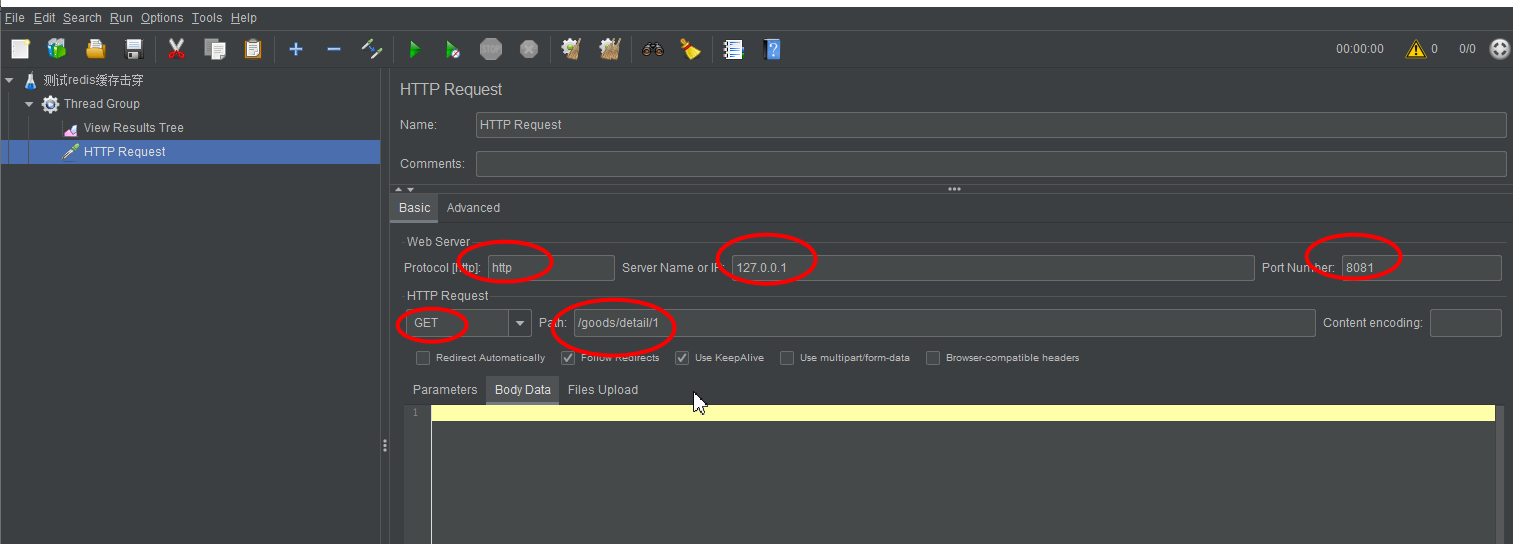 File Edit Search Run Options Tools Help
00:00:00 0 0/0
测试redis缓存击穿
Thread Group
View Results Tree
HTTP Request
HTTP Request
Name: HTTP Request
Comments:
Basic Advanced
Web Server
Protocol [http]: http Server Name or IP: 127.0.0.1 Port Number: 8081
HTTP Request
GET Path: /goods/detail/1 Content encoding:
Redirect Automatically Follow Redirects Use KeepAlive Use multipart/form-data Browser-compatible headers
Parameters Body Data Files Upload
1